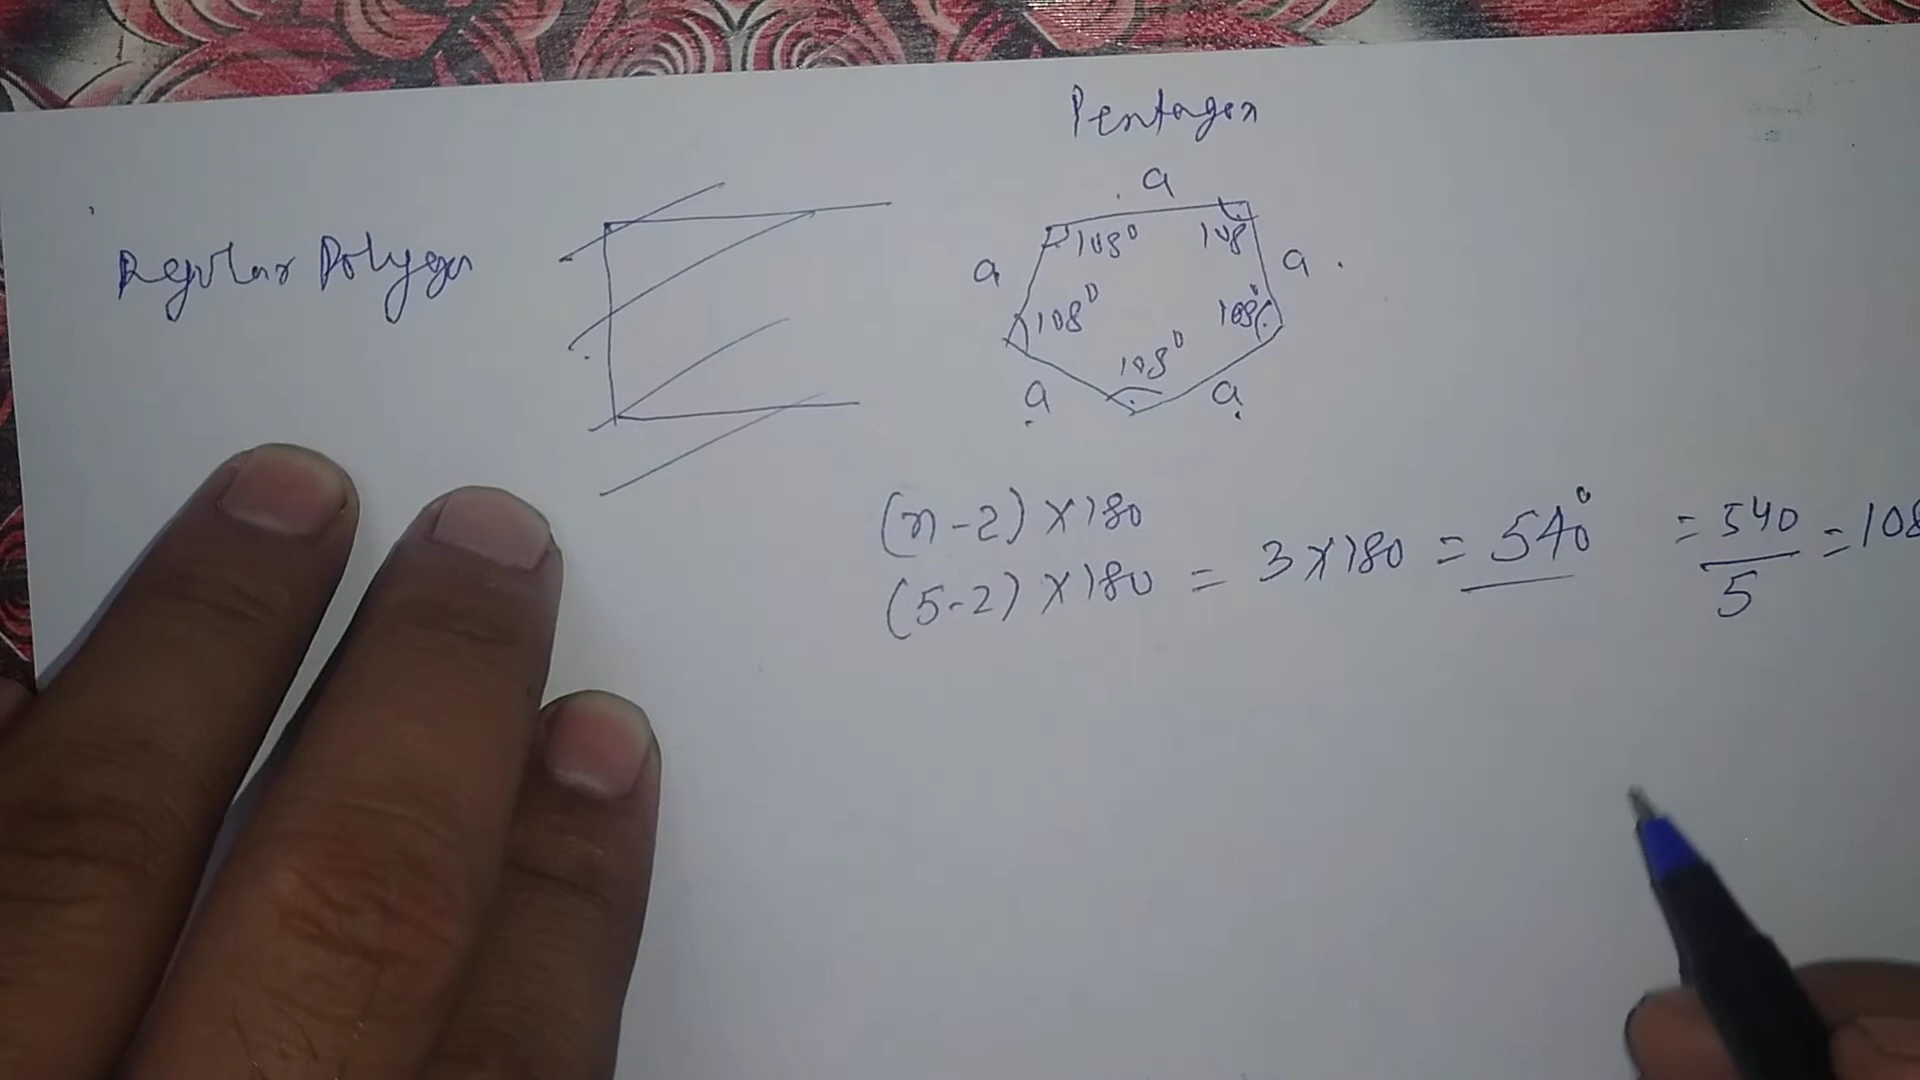 Pentagon
a
Regular Polygon
108° 108
a a
108° 108°
108°
a a
(n-2) X 180
(5-2) X 180 = 3 X 180 = 540° = 540/5 = 108